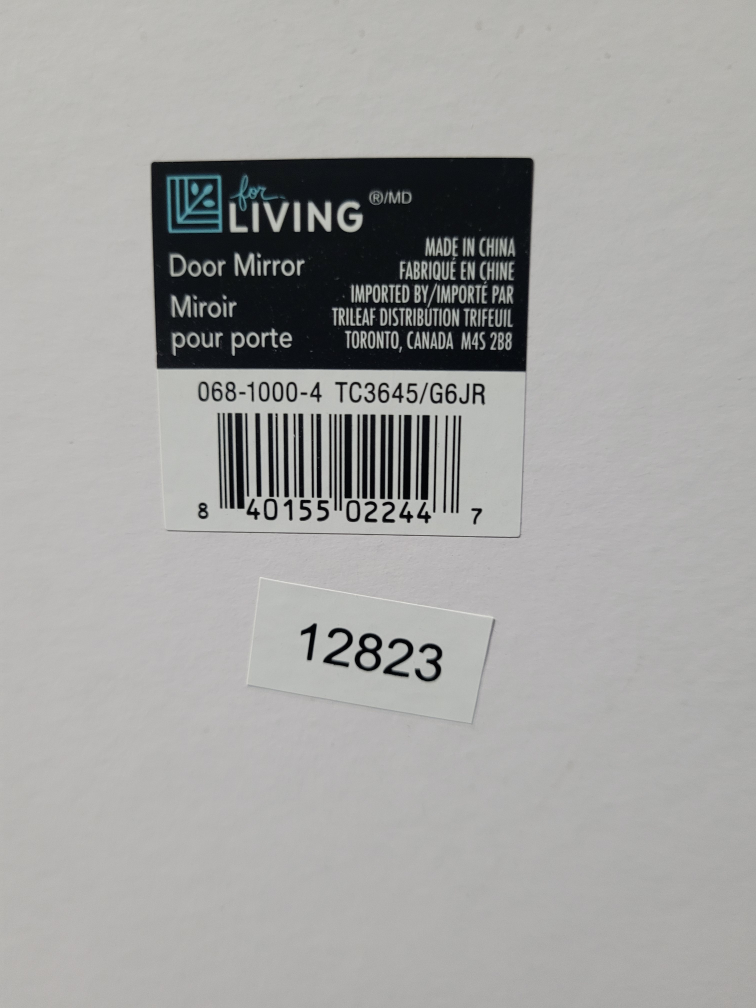 for
LIVING ®/MD
Door Mirror
Miroir
pour porte
MADE IN CHINA
FABRIQUÉ EN CHINE
IMPORTED BY/IMPORTÉ PAR
TRILEAF DISTRIBUTION TRIFEUIL
TORONTO, CANADA M4S 2B8
068-1000-4 TC3645/G6JR
8 40155 02244 7
12823